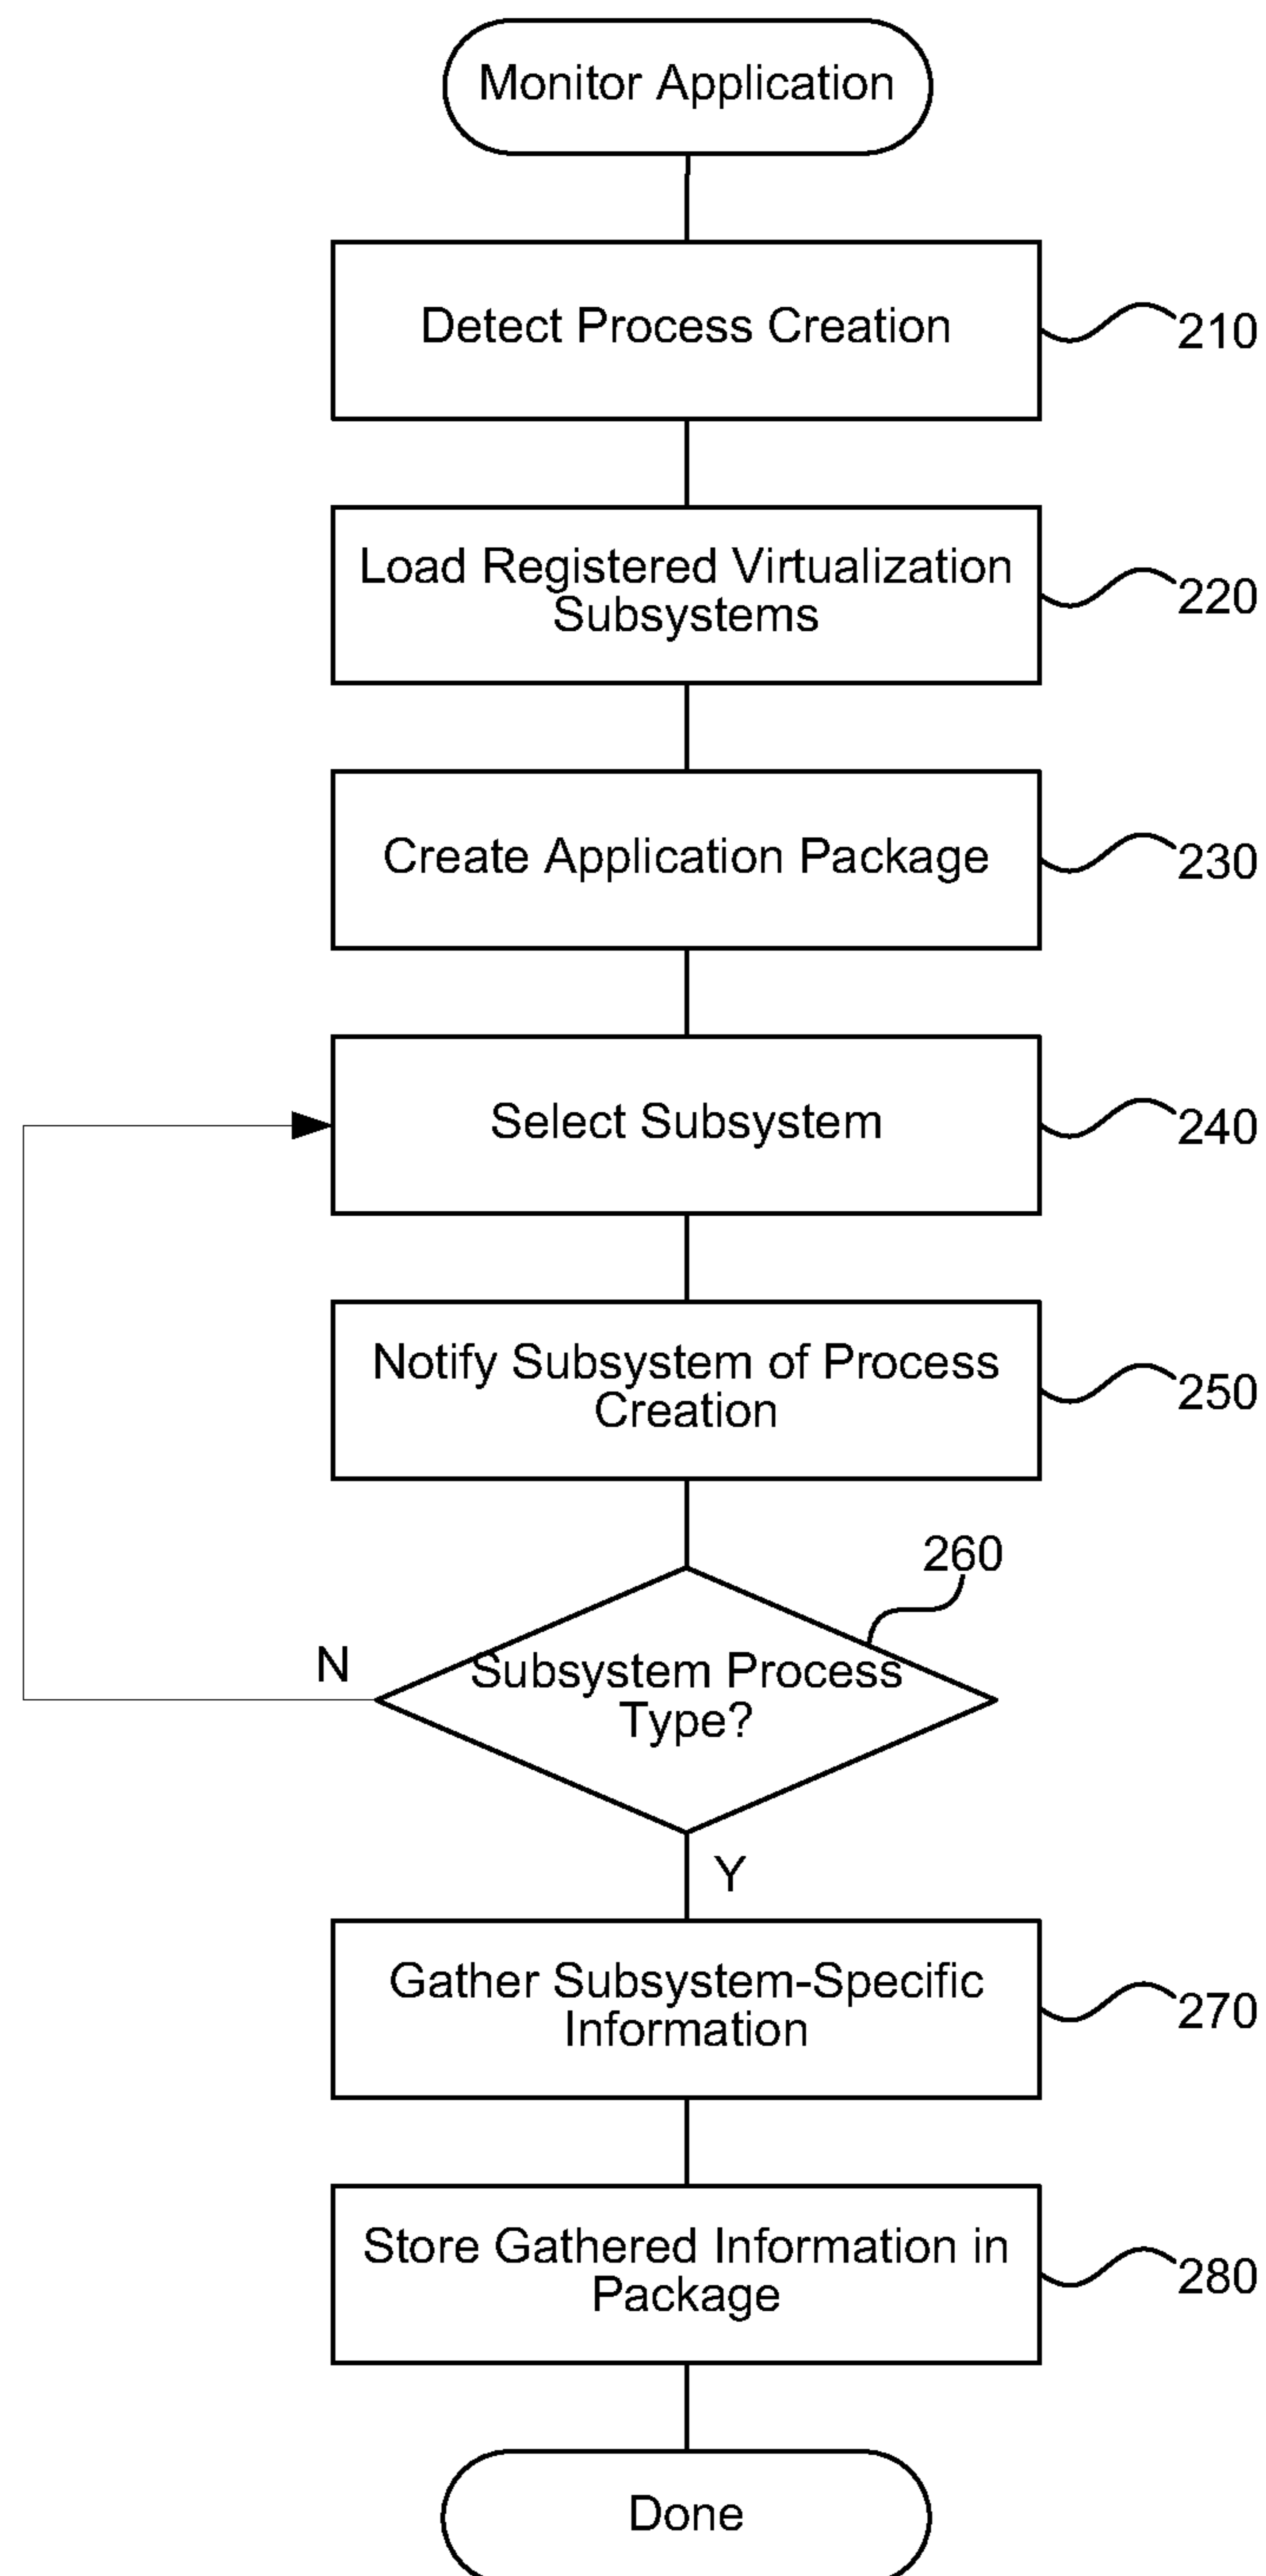 Monitor Application
Detect Process Creation
210
Load Registered Virtualization
Subsystems
220
Create Application Package
230
Select Subsystem
240
Notify Subsystem of Process
Creation
250
260
N
Subsystem Process
Type?
Y
Gather Subsystem-Specific
Information
270
Store Gathered Information in
Package
280
Done